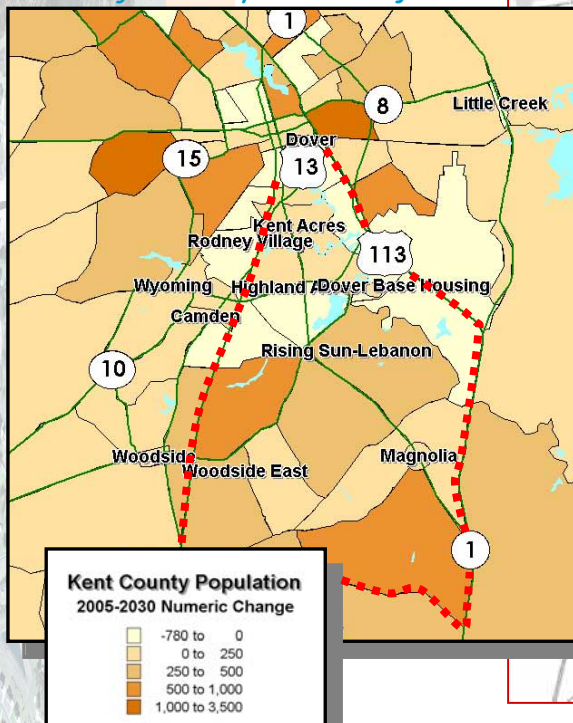 1
8
Little Creek
Dover
15
13
Kent Acres
Rodney Village
113
Wyoming
Dover Base Housing
Camden
Rising Sun-Lebanon
10
Woodside
Magnolia
Woodside East
1
Kent County Population
2005-2030 Numeric Change
-780 to 0
0 to 250
250 to 500
500 to 1,000
1,000 to 3,500